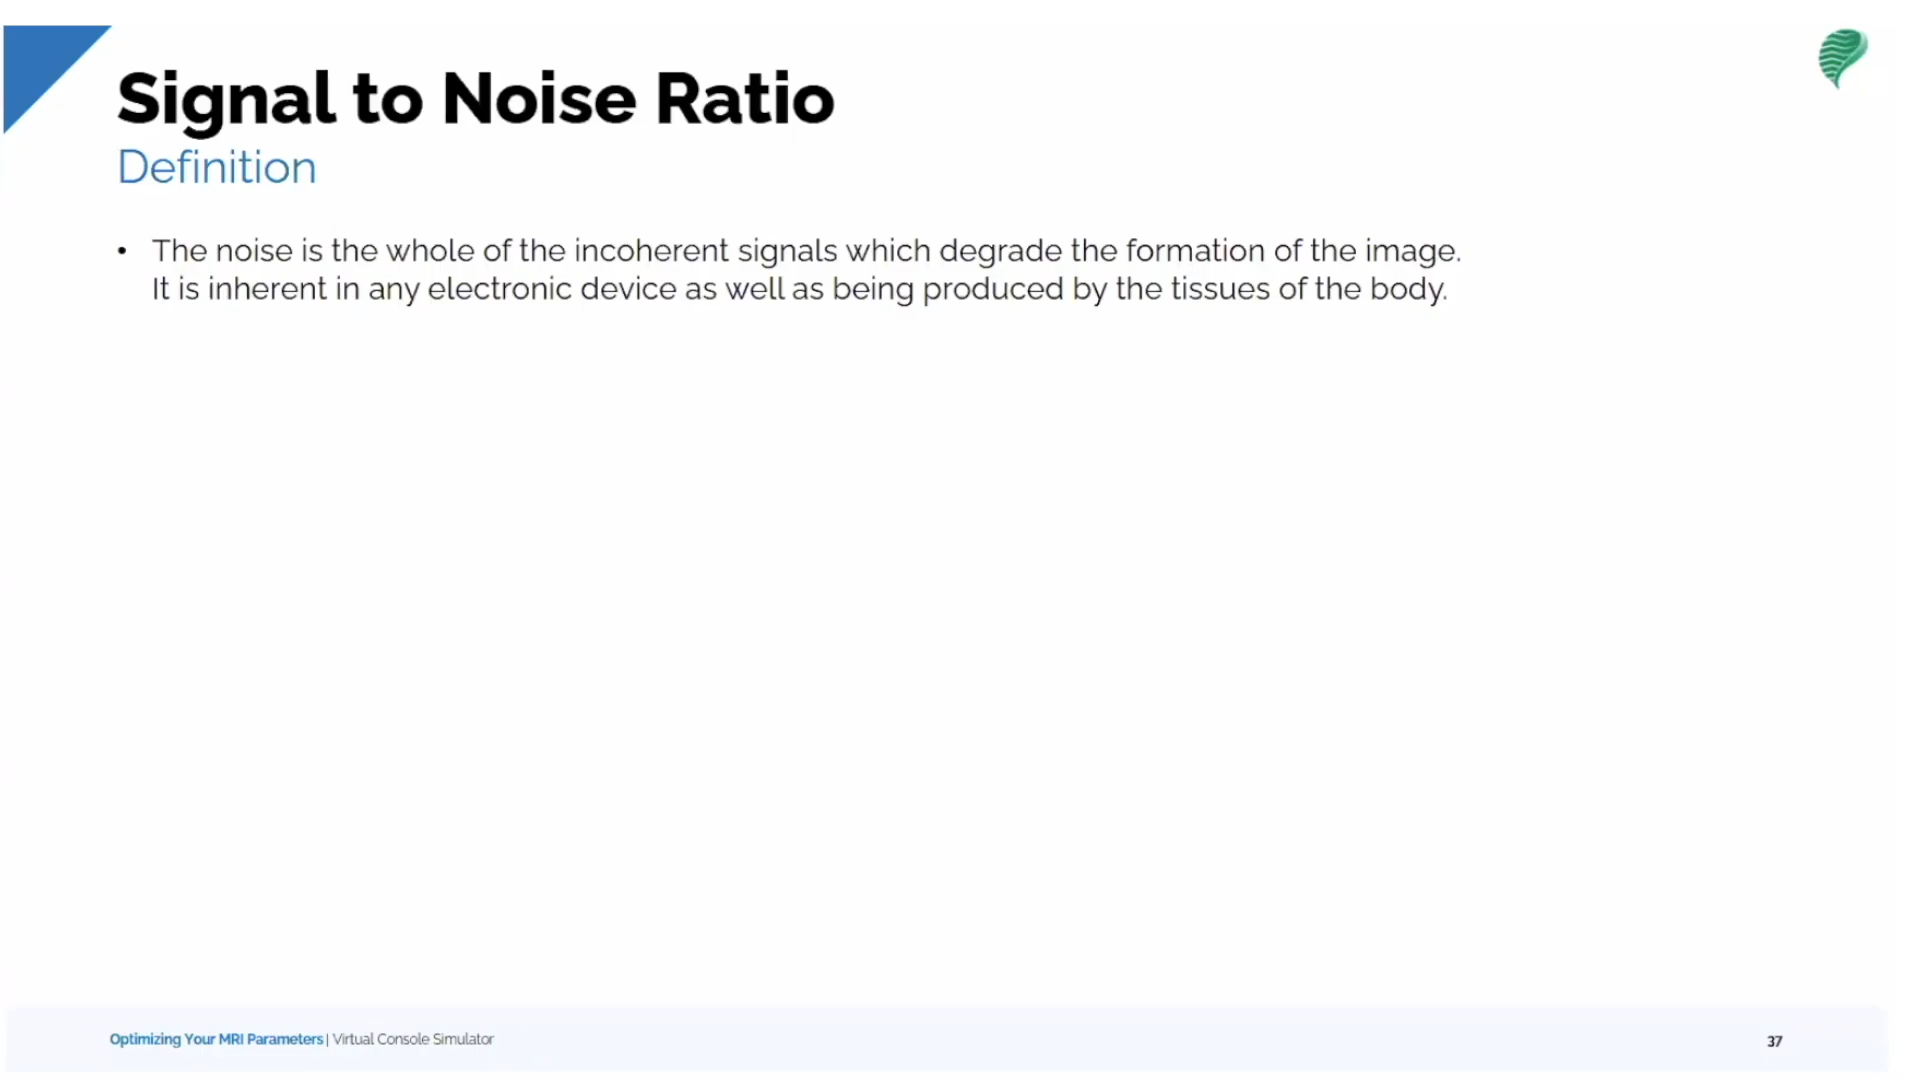 Signal to Noise Ratio
Definition
• The noise is the whole of the incoherent signals which degrade the formation of the image.
It is inherent in any electronic device as well as being produced by the tissues of the body.
Optimizing Your MRI Parameters | Virtual Console Simulator
37